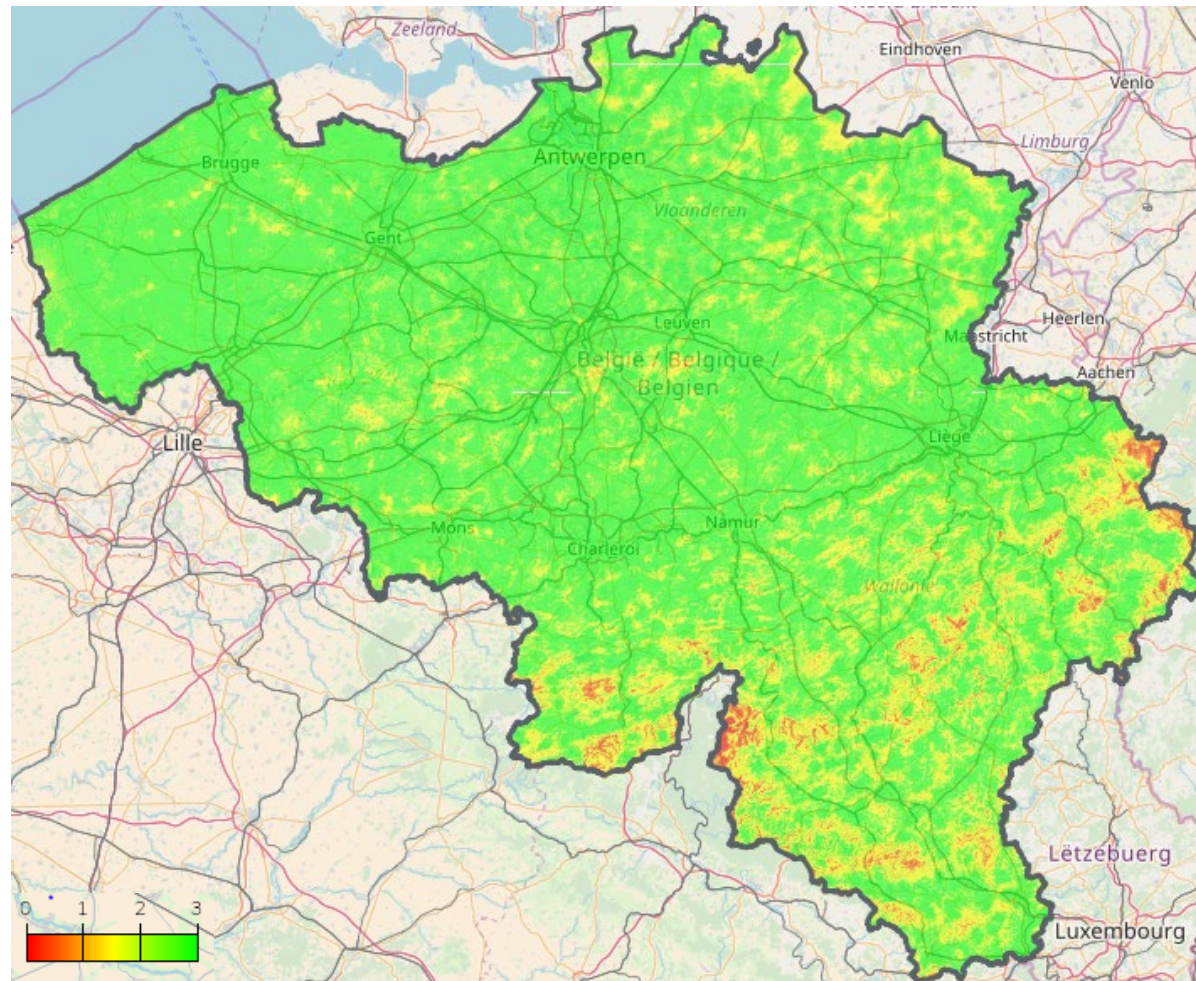 Zeeland
Eindhoven
Venlo
Brugge
Antwerpen
Limburg
Vlaanderen
Gent
Leuven
Heerlen
Maastricht
België / Belgique /
Belgien
Aachen
Lille
Liège
Mons
Namur
Charleroi
Wallonie
Lëtzebuerg
Luxembourg
0 1 2 3